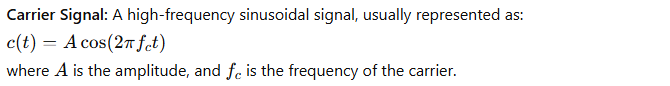 Carrier Signal: A high-frequency sinusoidal signal, usually represented as:
c(t) = A cos(2πf_c t)
where A is the amplitude, and f_c is the frequency of the carrier.